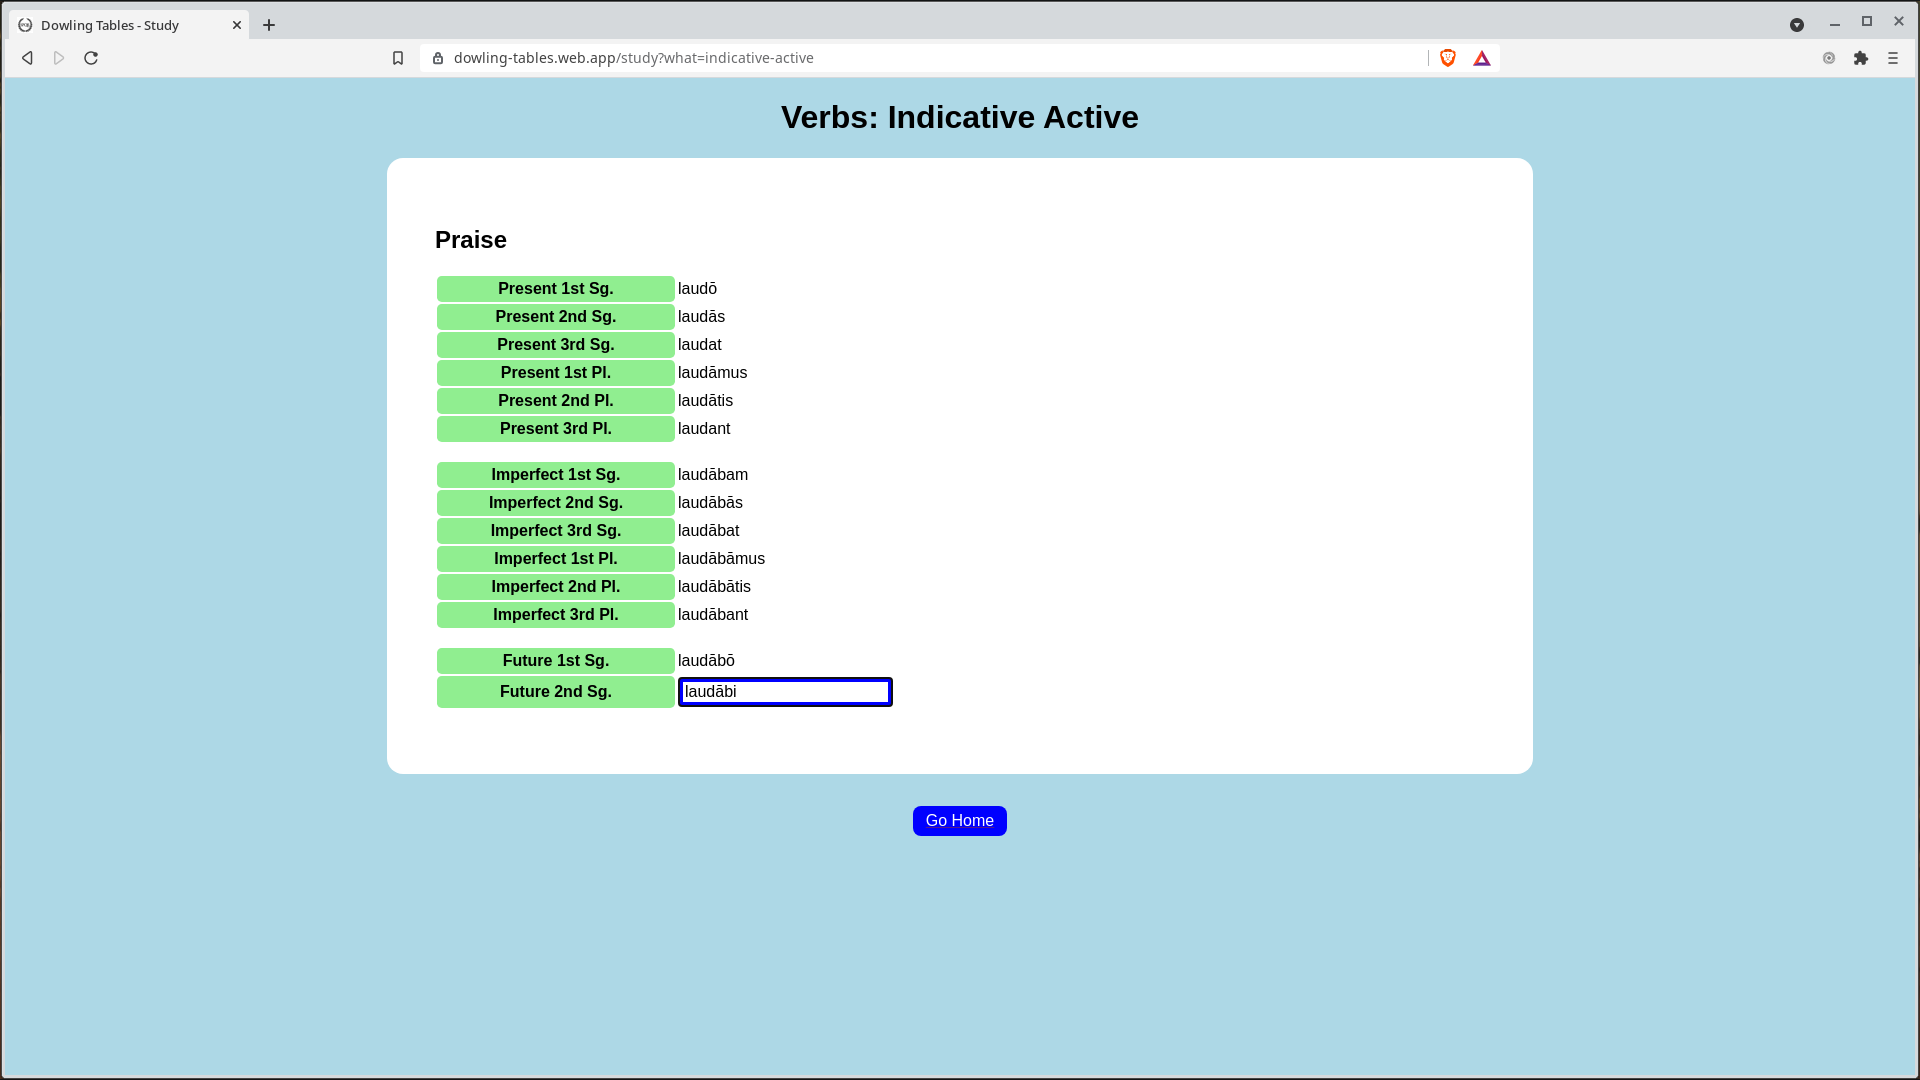 Dowling Tables - Study
dowling-tables.web.app/study?what=indicative-active
Verbs: Indicative Active
Praise
Present 1st Sg. laudō
Present 2nd Sg. laudās
Present 3rd Sg. laudat
Present 1st Pl. laudāmus
Present 2nd Pl. laudātis
Present 3rd Pl. laudant
Imperfect 1st Sg. laudābam
Imperfect 2nd Sg. laudābās
Imperfect 3rd Sg. laudābat
Imperfect 1st Pl. laudābāmus
Imperfect 2nd Pl. laudābātis
Imperfect 3rd Pl. laudābant
Future 1st Sg. laudābō
Future 2nd Sg. laudābi
Go Home